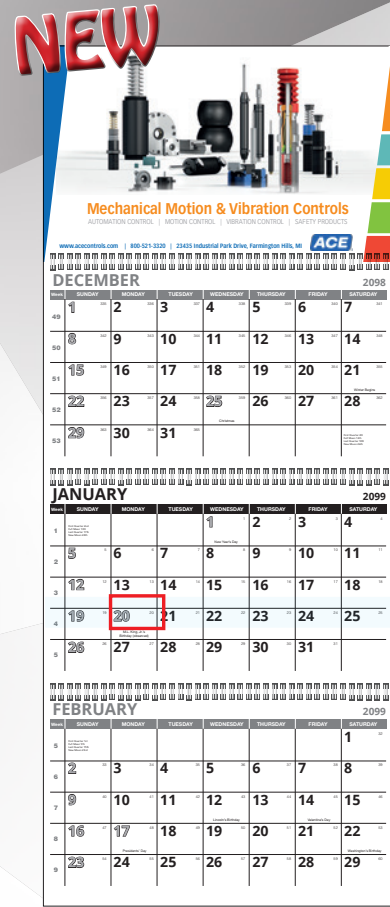 NEW
Mechanical Motion & Vibration Controls
AUTOMATION CONTROL | MOTION CONTROL | VIBRATION CONTROL | SAFETY PRODUCTS
www.acecontrols.com | 800-521-3320 | 23435 Industrial Park Drive, Farmington Hills, MI
ACE
DECEMBER 2098
Week SUNDAY MONDAY TUESDAY WEDNESDAY THURSDAY FRIDAY SATURDAY
49 1 2 3 4 5 6 7
50 8 9 10 11 12 13 14
51 15 16 17 18 19 20 21
Winter Begins
52 22 23 24 25 26 27 28
Christmas
53 29 30 31
JANUARY 2099
Week SUNDAY MONDAY TUESDAY WEDNESDAY THURSDAY FRIDAY SATURDAY
1 1 2 3 4
New Year's Day
2 5 6 7 8 9 10 11
3 12 13 14 15 16 17 18
4 19 20 21 22 23 24 25
M.L. King Jr.'s
Birthday (observed)
5 26 27 28 29 30 31
FEBRUARY 2099
Week SUNDAY MONDAY TUESDAY WEDNESDAY THURSDAY FRIDAY SATURDAY
5 1
6 2 3 4 5 6 7 8
7 9 10 11 12 13 14 15
Lincoln's Birthday Valentine's Day
8 16 17 18 19 20 21 22
Presidents' Day Washington's Birthday
9 23 24 25 26 27 28 29